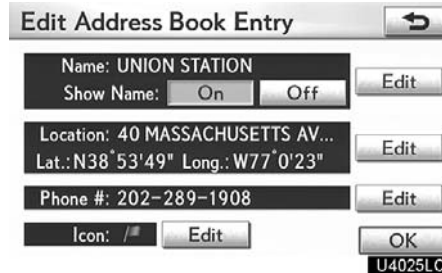 Edit Address Book Entry
Name: UNION STATION
Edit
Show Name: On Off
Location: 40 MASSACHUSETTS AV...
Edit
Lat.:N38°53'49" Long.:W77°0'23"
Phone #: 202-289-1908 Edit
Icon: Edit
OK
U4025LC